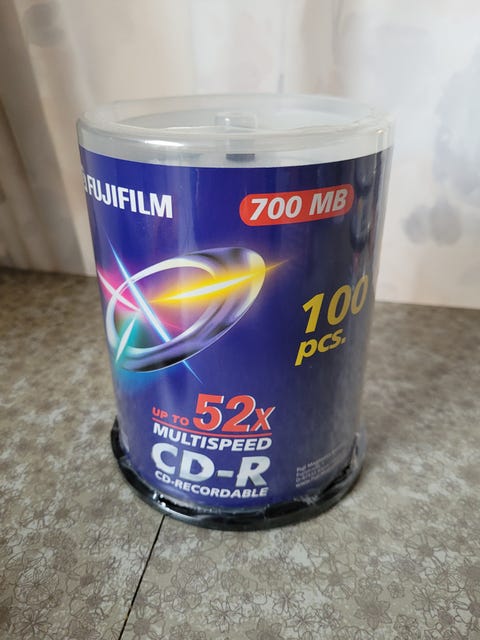 FUJIFILM
700 MB
100
pcs.
UP TO 52x
MULTISPEED
CD-R
CD-RECORDABLE